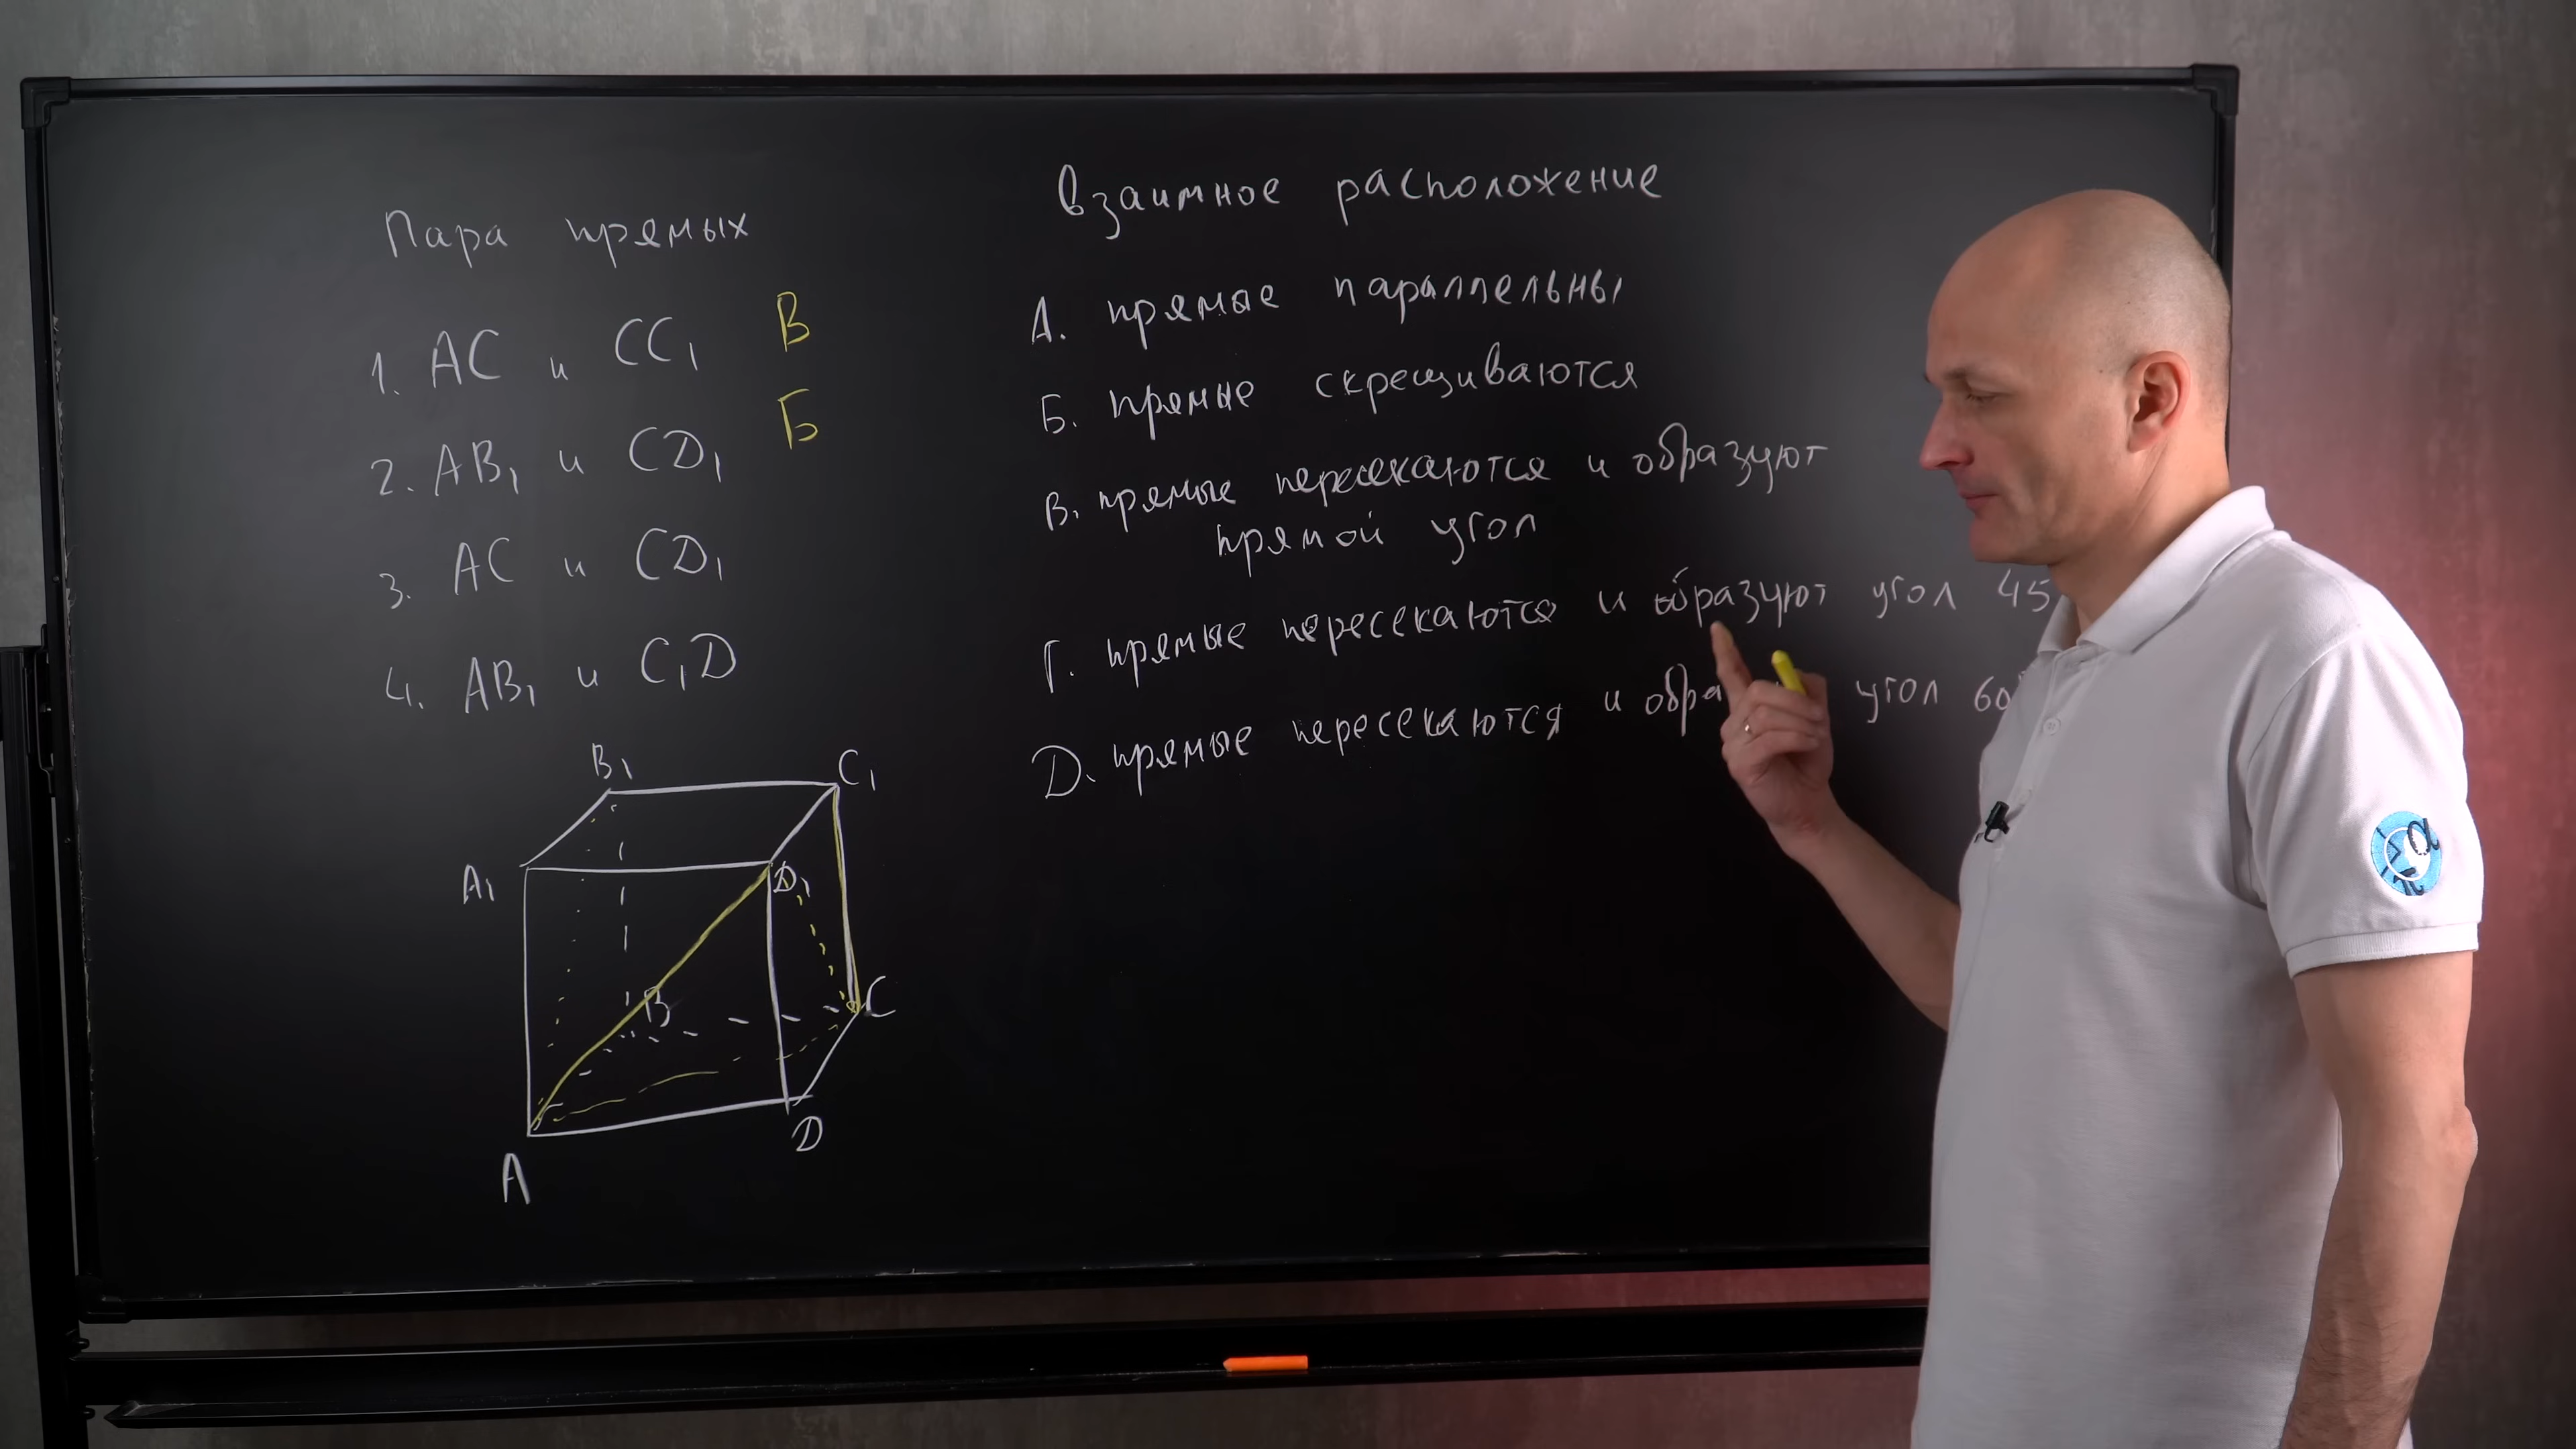 Пара прямых
1. AC и CC₁ В
2. AB₁ и CD₁ Б
3. AC и CD₁
4. AB₁ и C₁D
Взаимное расположение
А. прямые параллельны
Б. прямые скрещиваются
В. прямые пересекаются и образуют
прямой угол
Г. прямые пересекаются и образуют угол 45
D. прямые пересекаются и обра угол 60
B₁
C₁
A₁
D₁
B
C
D
A